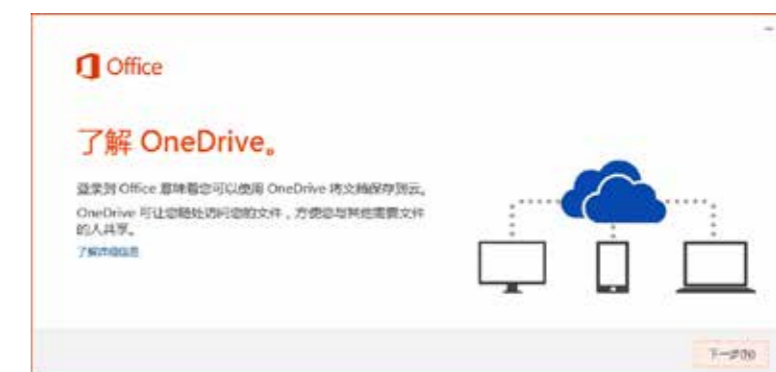 Office
了解 OneDrive。
登录到 Office 意味着您可以使用 OneDrive 将文档保存到云。
OneDrive 可让您随处访问您的文件，方便您与其他需要文件
的人共享。
了解详细信息
下一步(N)